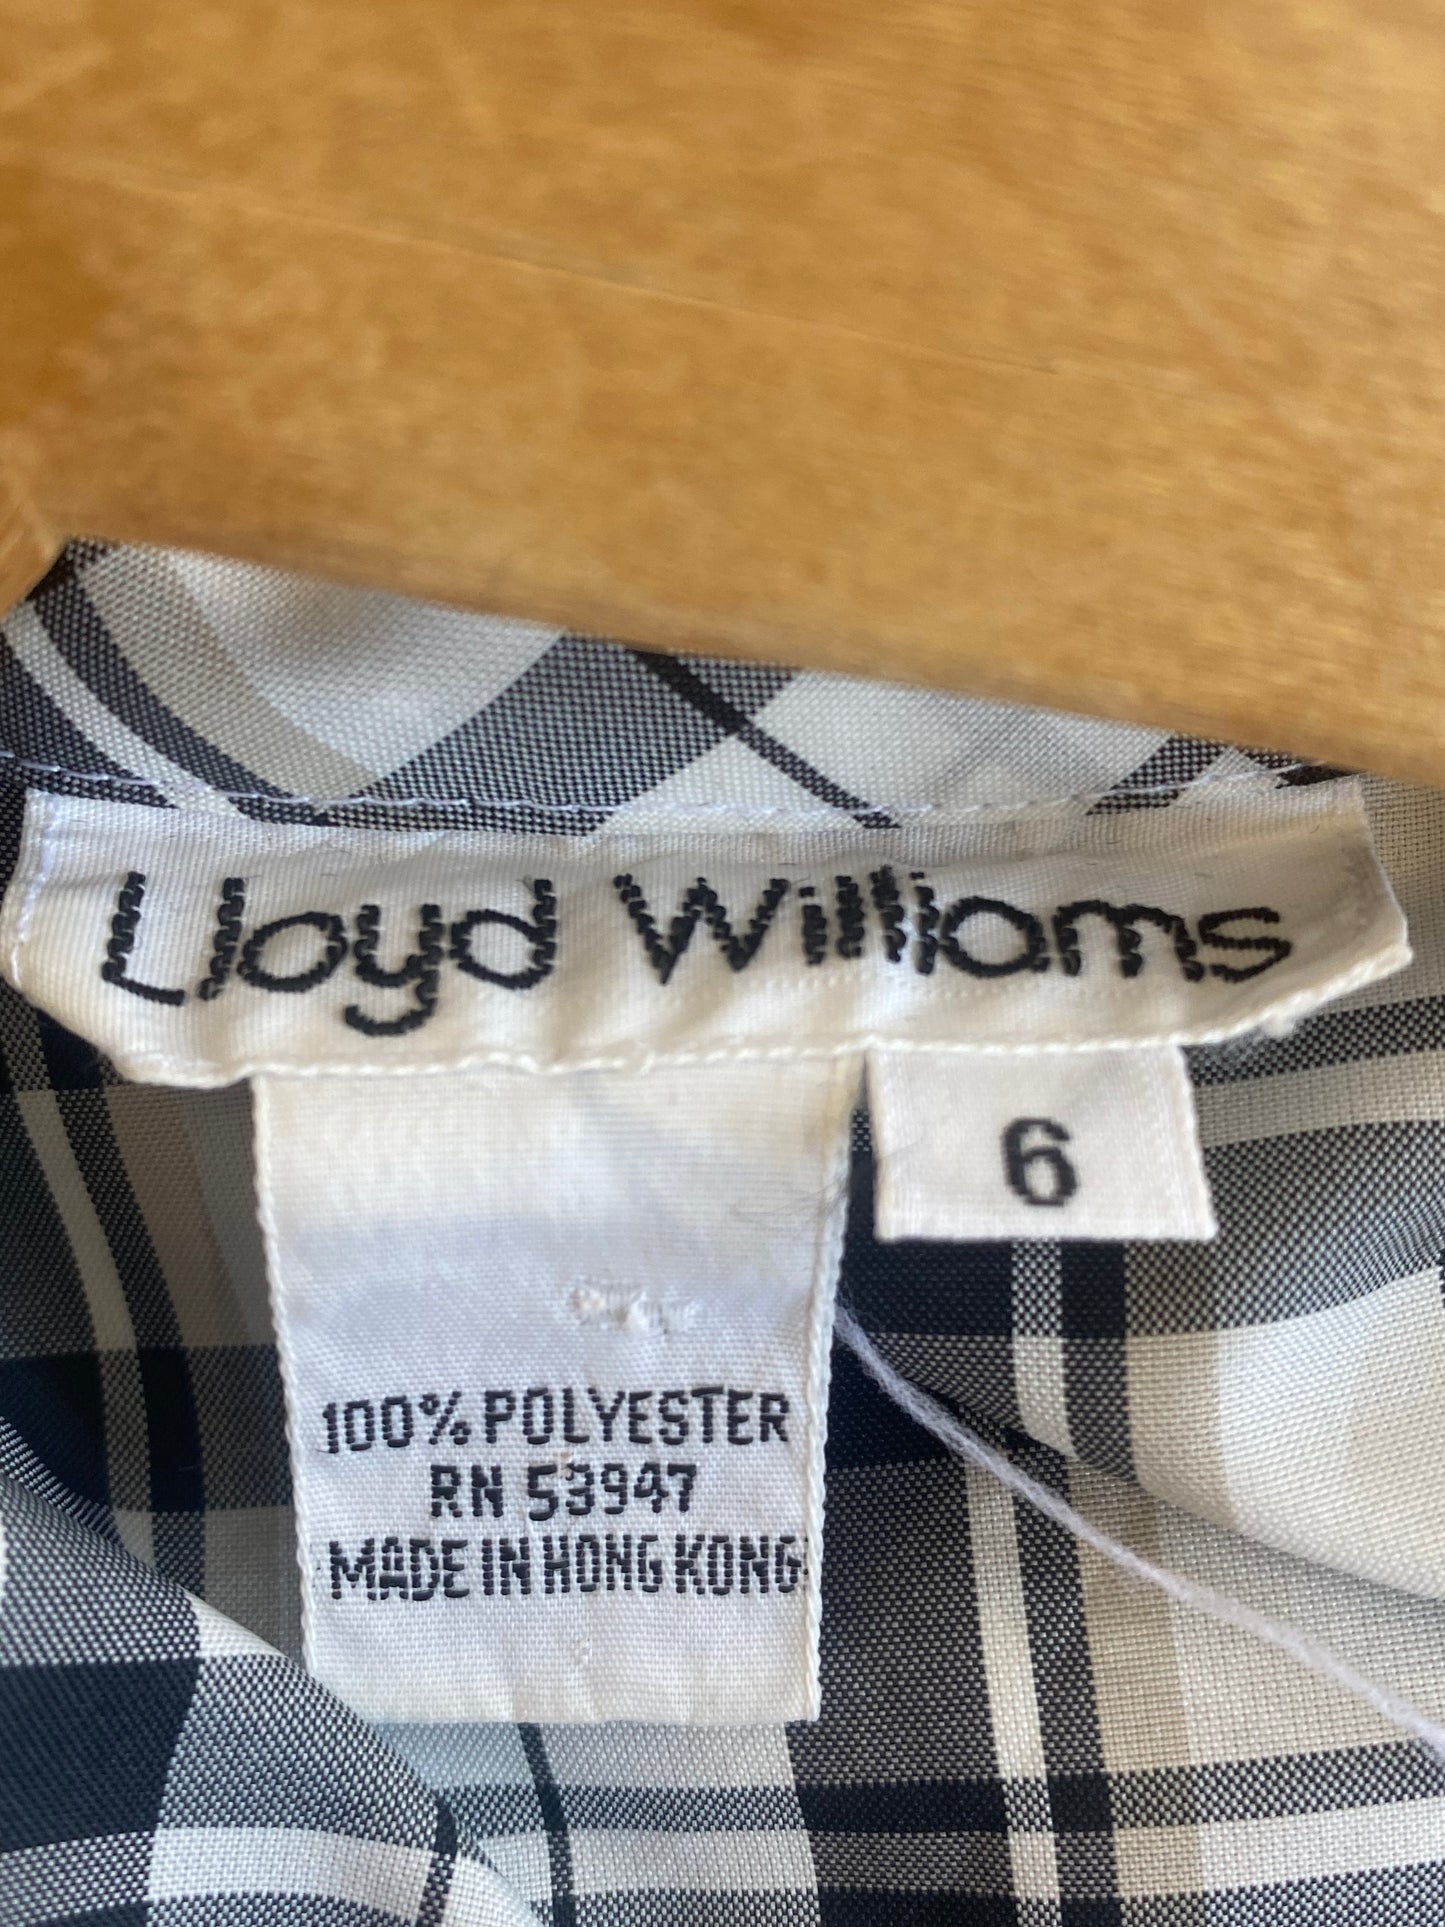 Lloyd Williams
6
100% POLYESTER
RN 53947
MADE IN HONG KONG